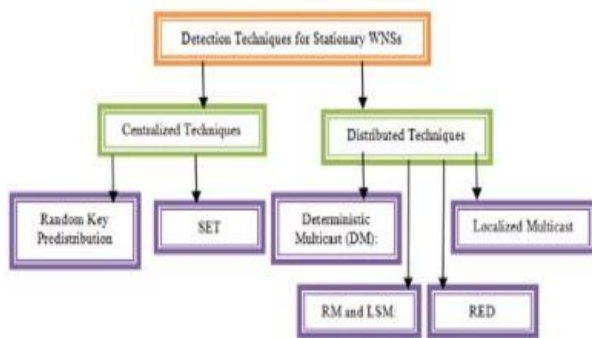 Detection Techniques for Stationary WNSs
Centralized Techniques
Distributed Techniques
Random Key
Predistribution
SET
Deterministic
Multicast (DM):
Localized Multicast
RM and LSM:
RED